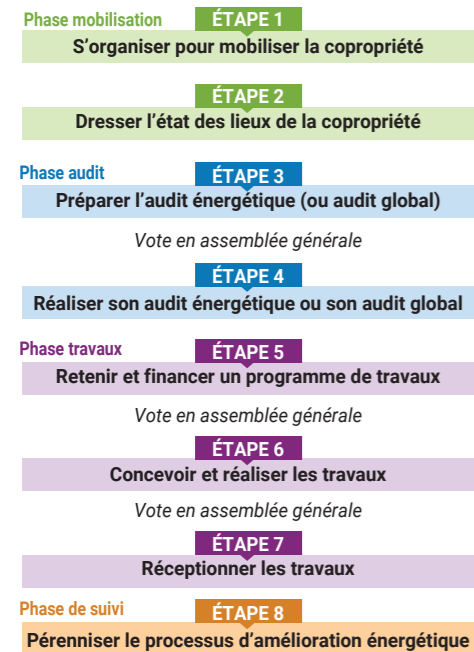 Phase mobilisation
ÉTAPE 1
S’organiser pour mobiliser la copropriété
ÉTAPE 2
Dresser l’état des lieux de la copropriété
Phase audit
ÉTAPE 3
Préparer l’audit énergétique (ou audit global)
Vote en assemblée générale
ÉTAPE 4
Réaliser son audit énergétique ou son audit global
Phase travaux
ÉTAPE 5
Retenir et financer un programme de travaux
Vote en assemblée générale
ÉTAPE 6
Concevoir et réaliser les travaux
Vote en assemblée générale
ÉTAPE 7
Réceptionner les travaux
Phase de suivi
ÉTAPE 8
Pérenniser le processus d’amélioration énergétique